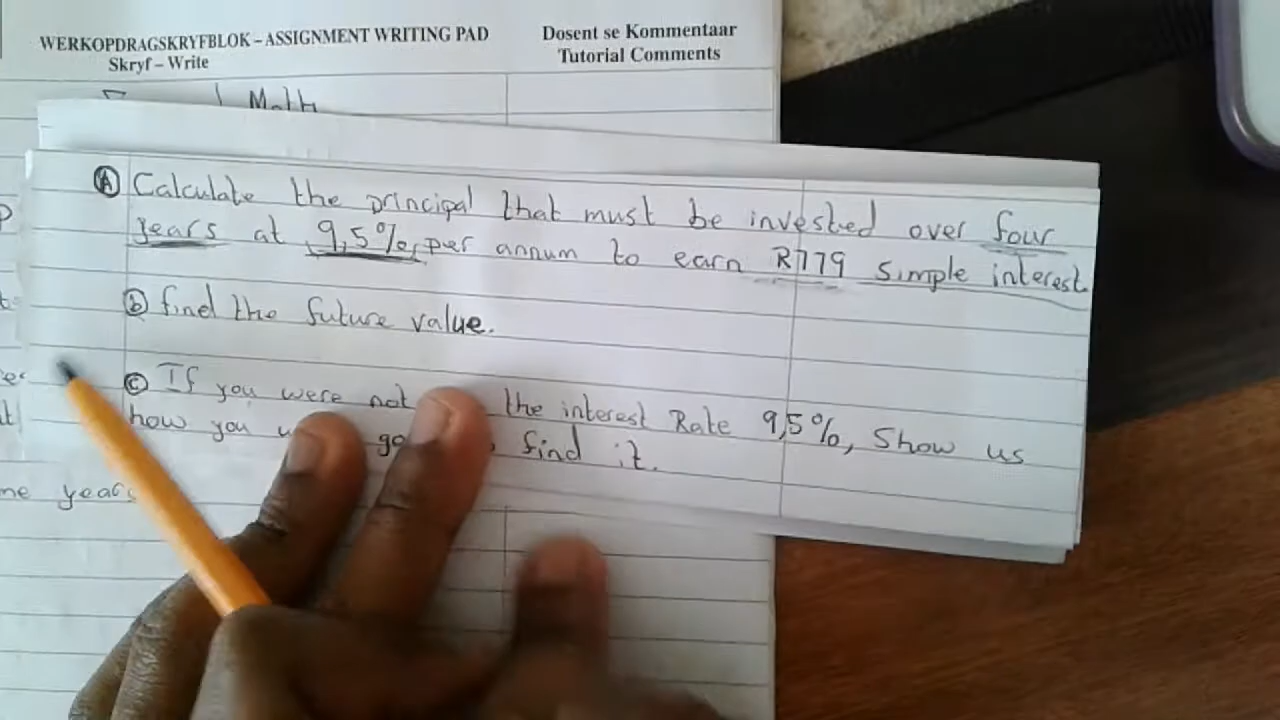 WERKOPDRAGSKRYFBLOK – ASSIGNMENT WRITING PAD
Skryf – Write
Dosent se Kommentaar
Tutorial Comments
Math
Ⓐ Calculate the principal that must be invested over four
years at 9,5% per annum to earn R779 simple interest.
ⓑ find the future value.
ⓒ If you were not the interest Rate 9,5%, Show us
how you find it.
years